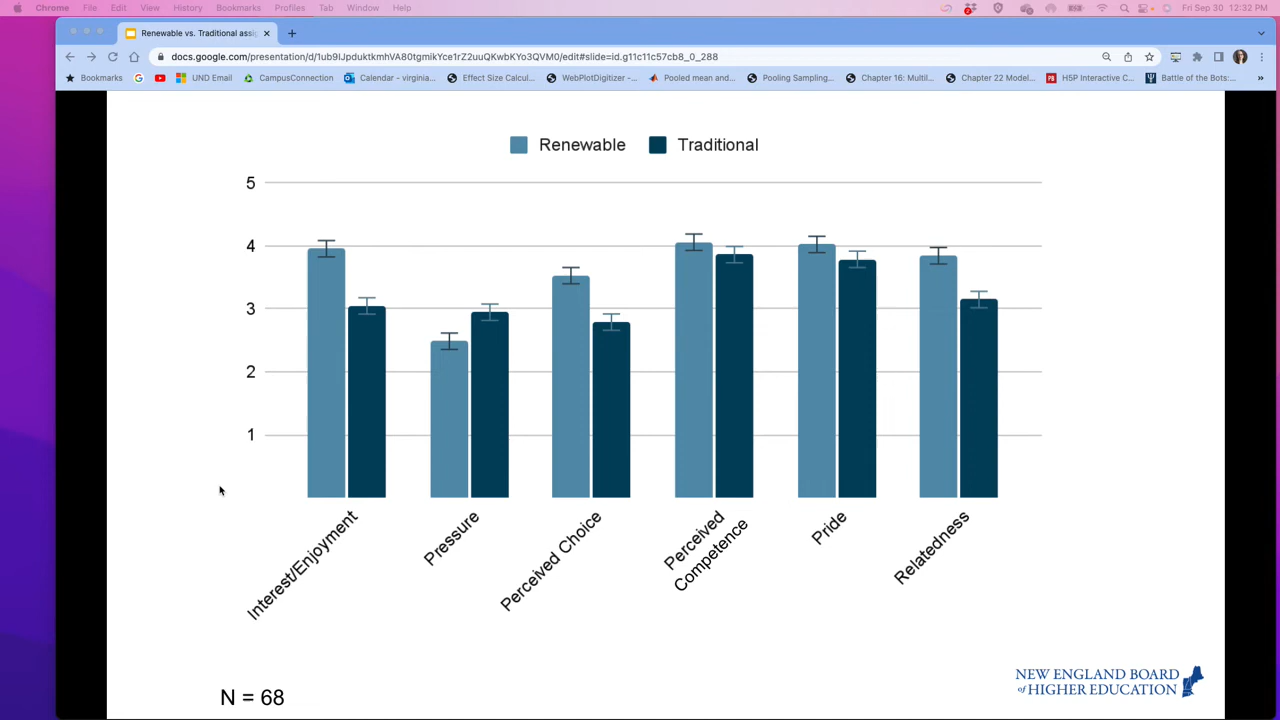 Chrome File Edit View History Bookmarks Profiles Tab Window Help Fri Sep 30 12:32 PM
Renewable vs. Traditional assig
docs.google.com/presentation/d/1ub9IJpduktkmhVA80tgmikYce1rZ2uuQKwbKYo3QVM0/edit#slide=id.g11c11c57cb8_0_288
Bookmarks UND Email CampusConnection Calendar - virginia... Effect Size Calcul... WebPlotDigitizer -... Pooled mean and... Pooling Sampling... Chapter 16: Multil... Chapter 22 Model... H5P Interactive C... Battle of the Bots:... »
Renewable Traditional
5
4
3
2
1
Interest/Enjoyment
Pressure
Perceived Choice
Perceived
Competence
Pride
Relatedness
N = 68
NEW ENGLAND BOARD
of HIGHER EDUCATION